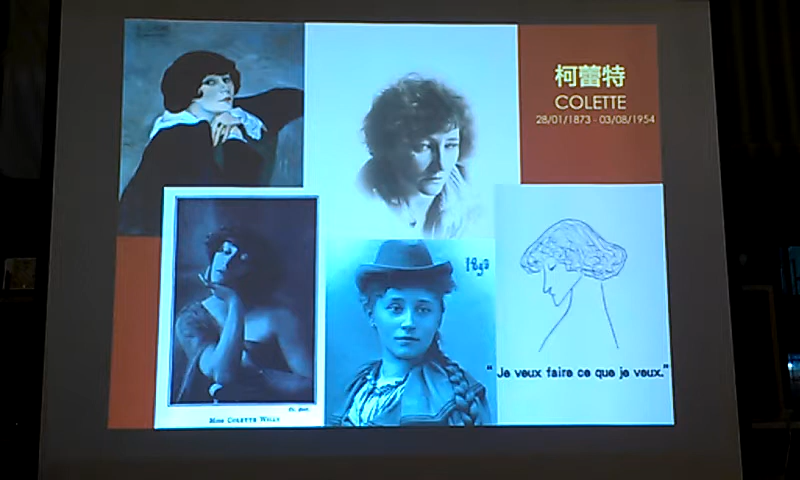 柯蕾特
COLETTE
28/01/1873 - 03/08/1954
1893
"Je veux faire ce que je veux."
Mme COLETTE WILLY